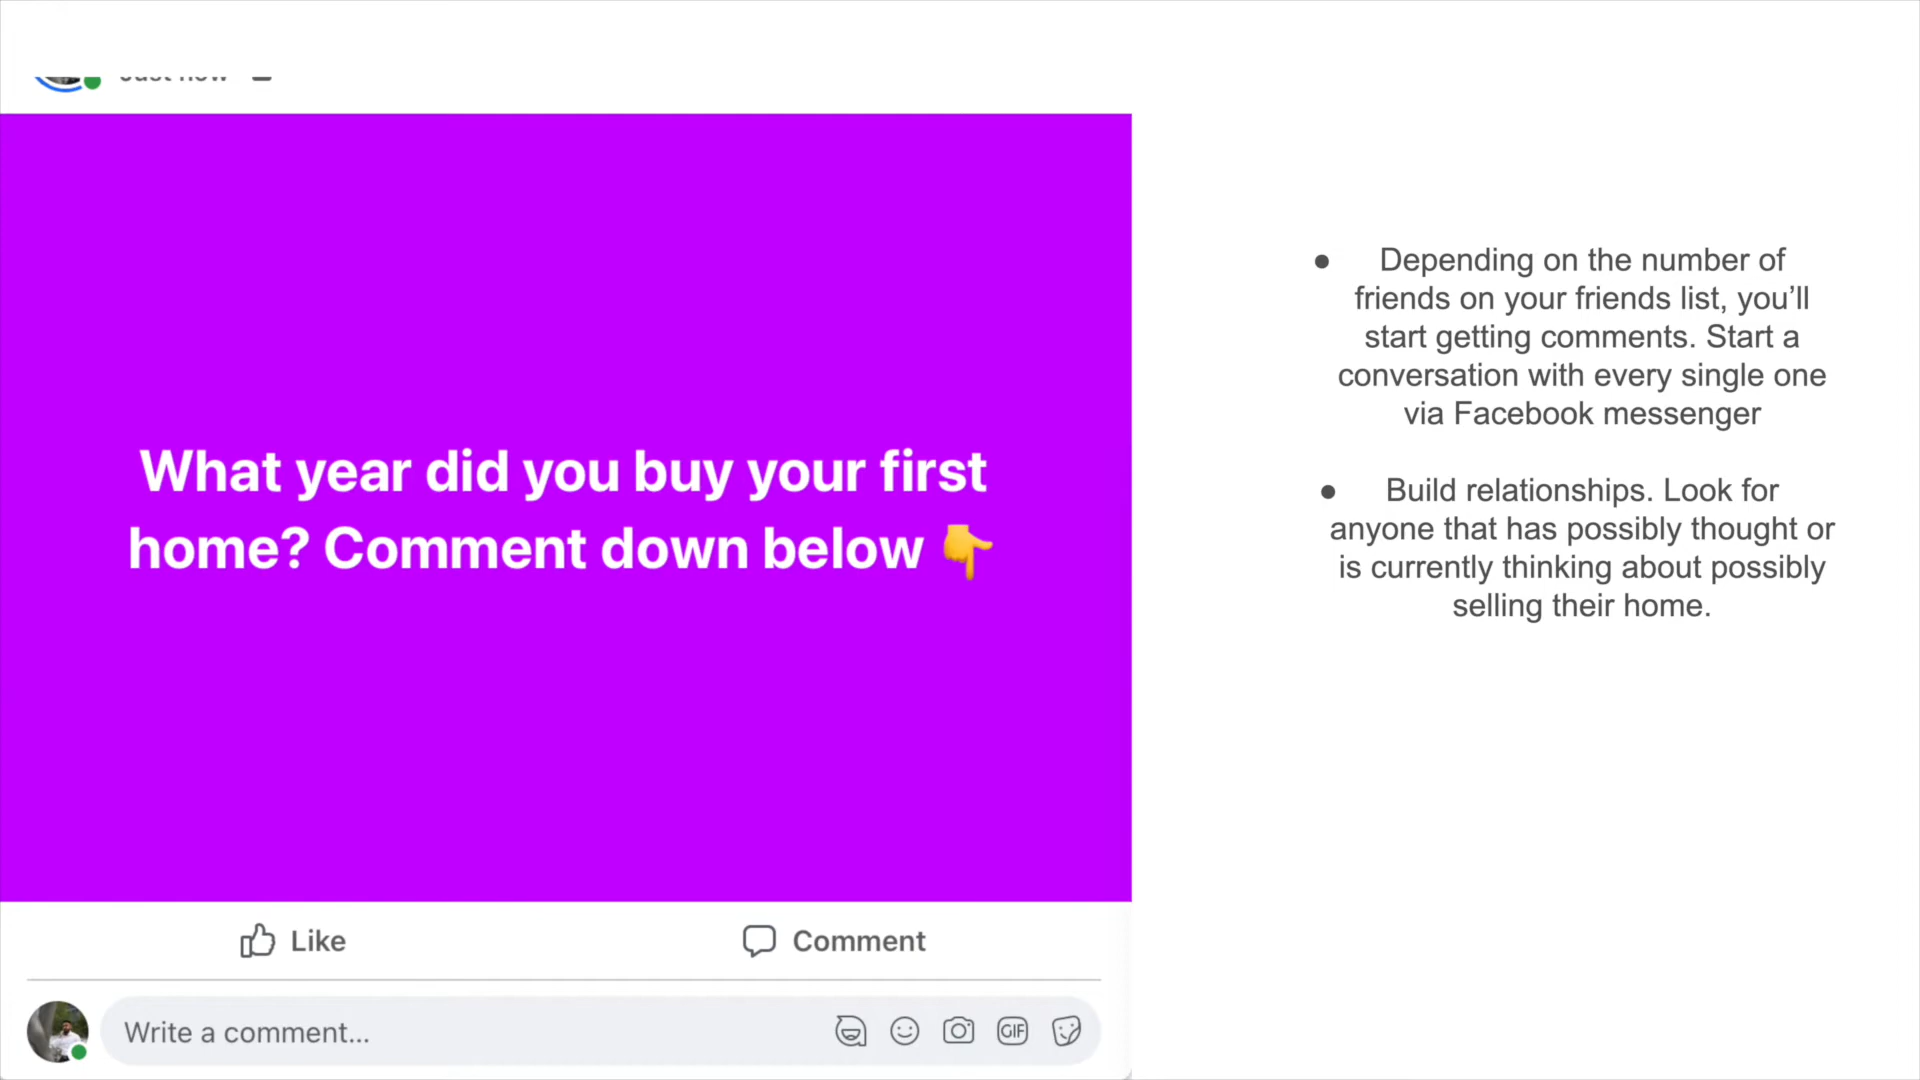 What year did you buy your first
home? Comment down below 👇
Like
Comment
Write a comment...
GIF
● Depending on the number of
friends on your friends list, you’ll
start getting comments. Start a
conversation with every single one
via Facebook messenger
● Build relationships. Look for
anyone that has possibly thought or
is currently thinking about possibly
selling their home.